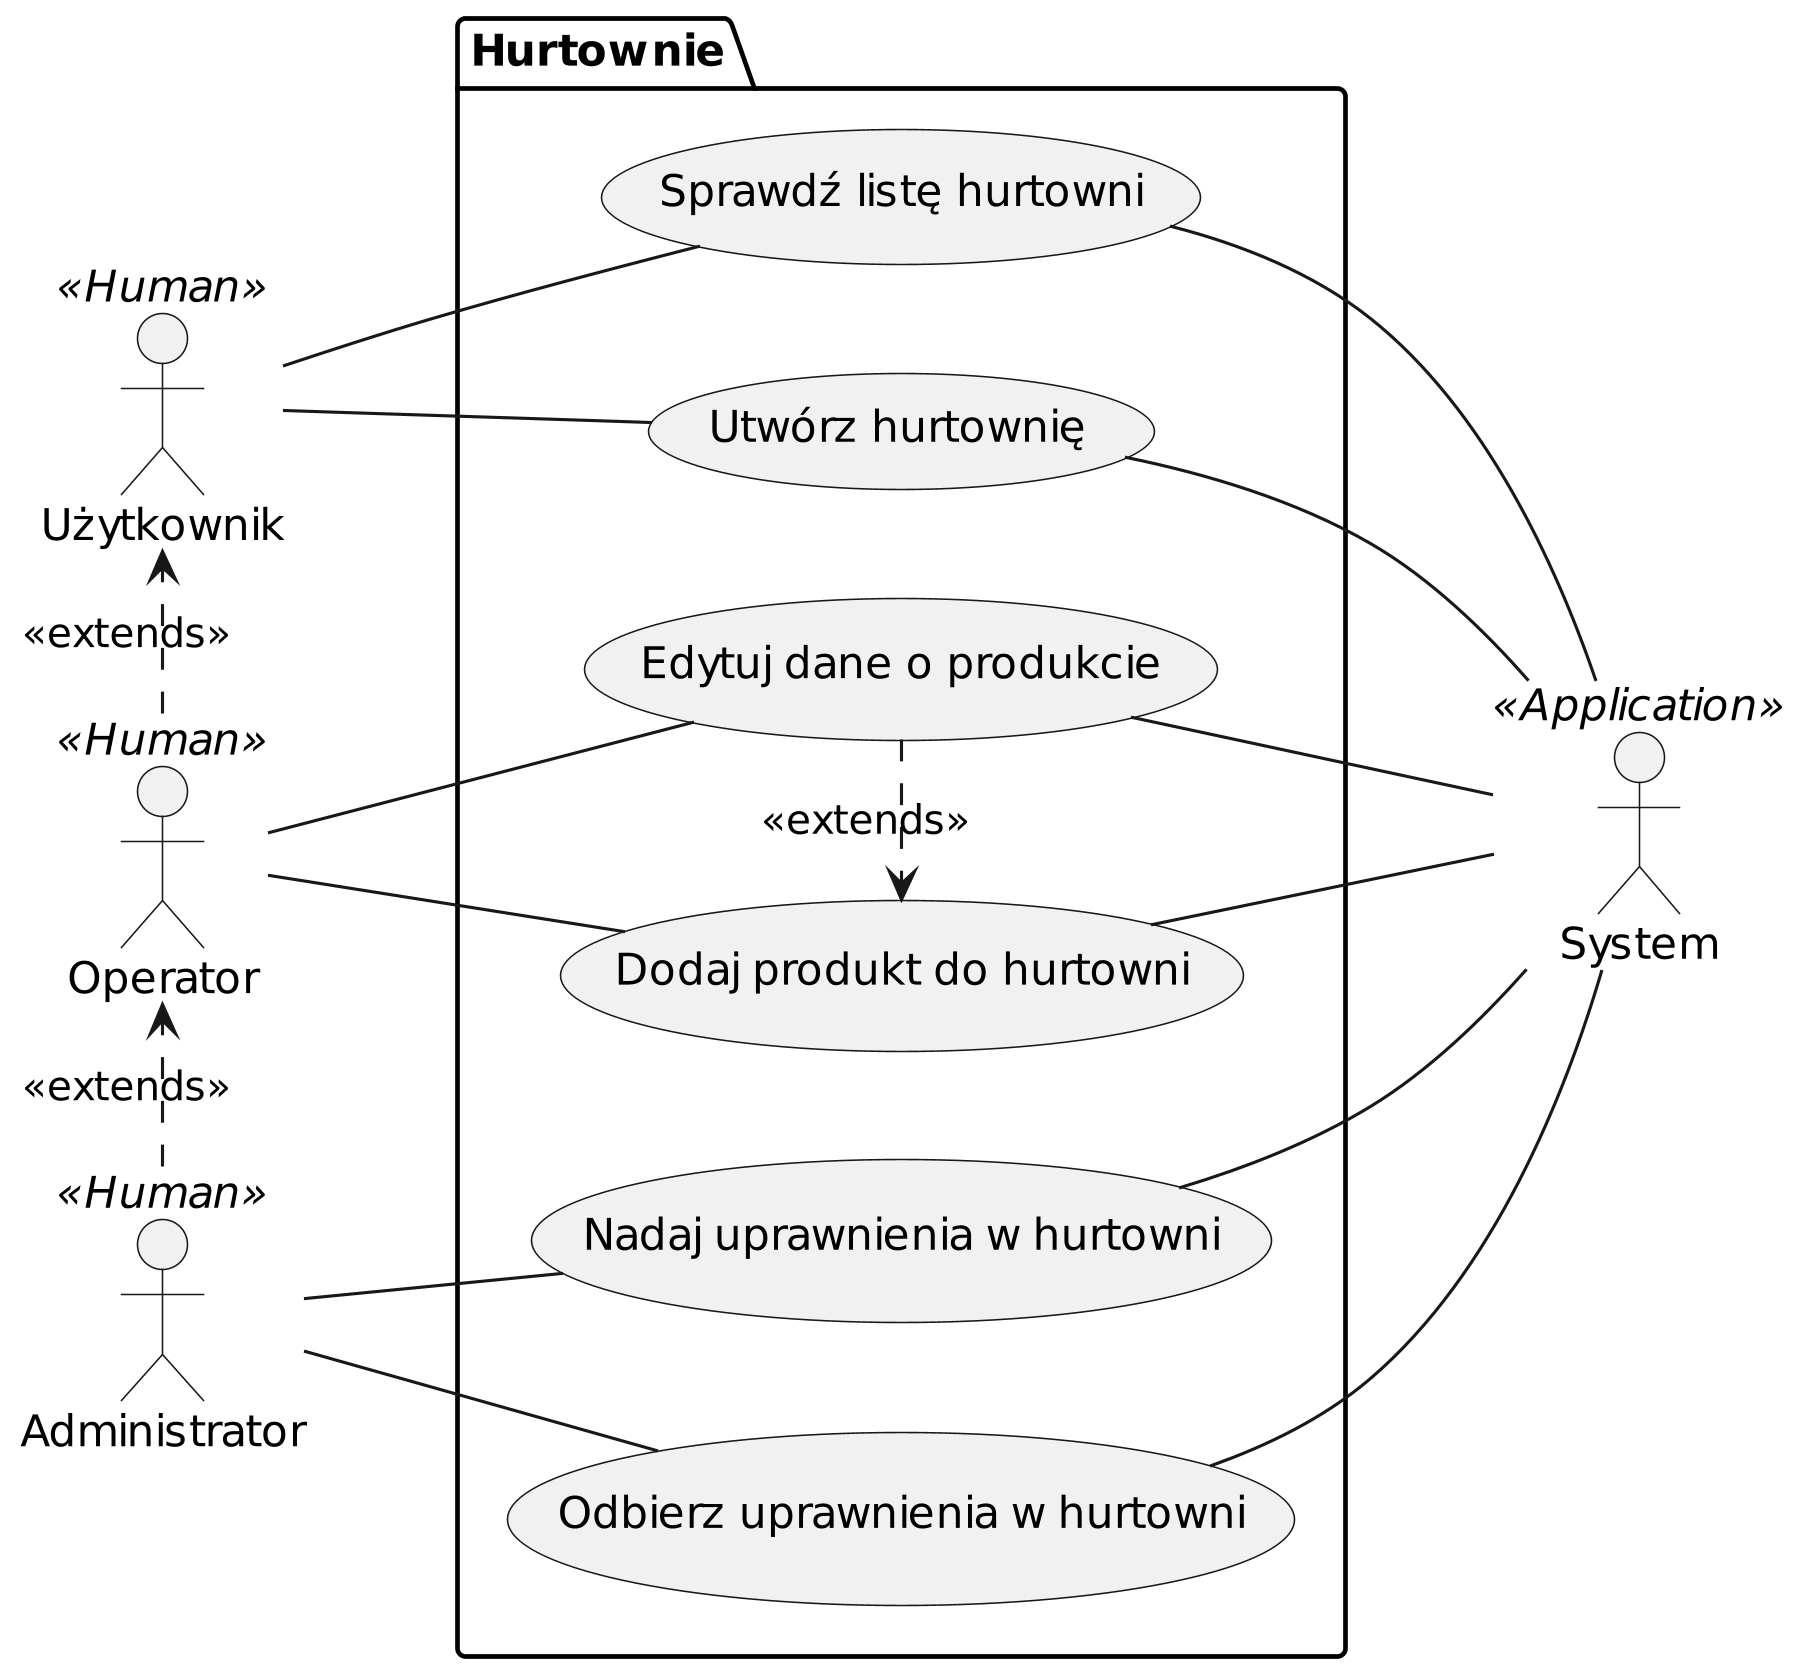 Hurtownie
Sprawdź listę hurtowni
«Human»
Użytkownik
Utwórz hurtownię
«extends»
Edytuj dane o produkcie
«Application»
System
«Human»
Operator
«extends»
Dodaj produkt do hurtowni
«extends»
«Human»
Administrator
Nadaj uprawnienia w hurtowni
Odbierz uprawnienia w hurtowni